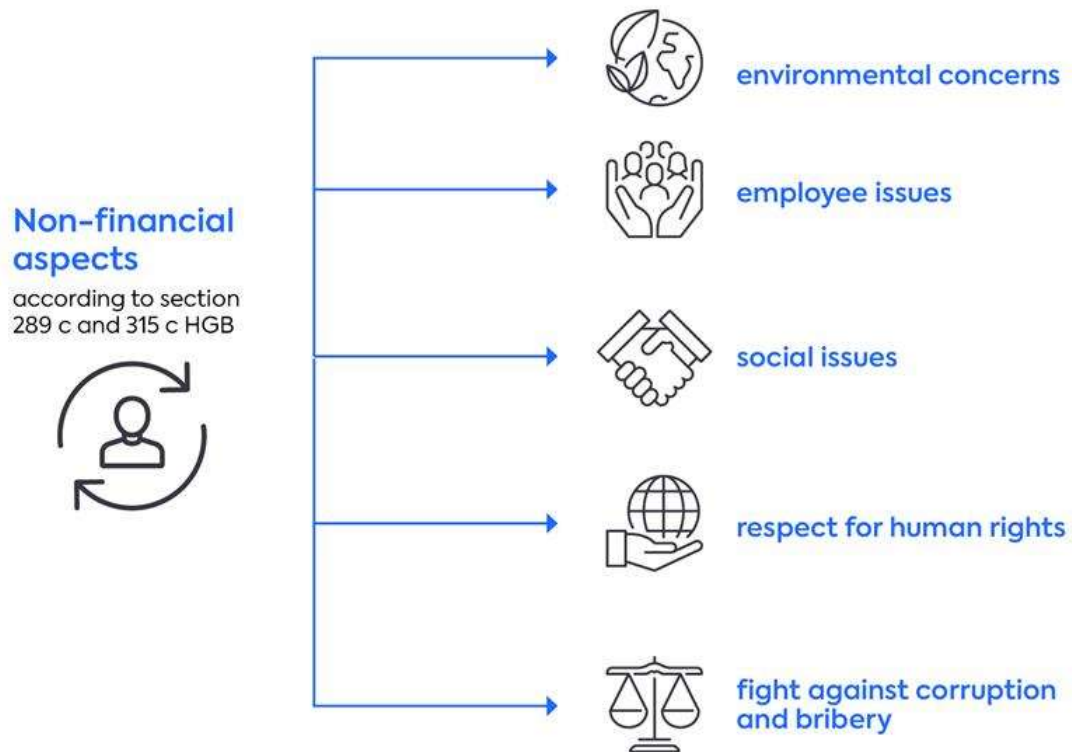 Non-financial
aspects
according to section
289 c and 315 c HGB
environmental concerns
employee issues
social issues
respect for human rights
fight against corruption
and bribery